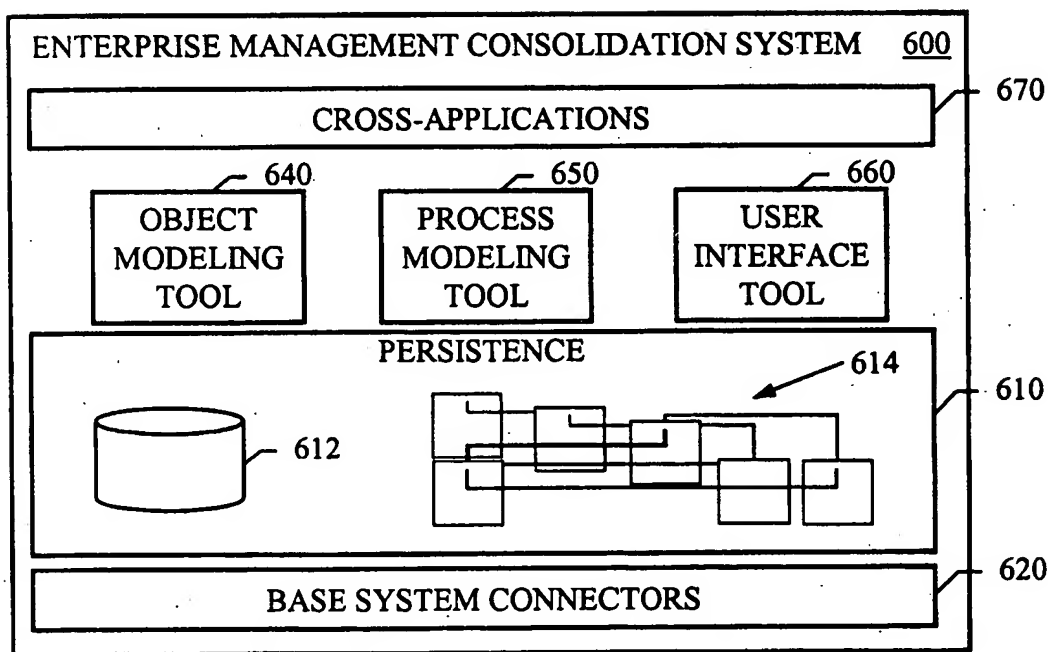 ENTERPRISE MANAGEMENT CONSOLIDATION SYSTEM 600
670
CROSS-APPLICATIONS
640
650
660
OBJECT
MODELING
TOOL
PROCESS
MODELING
TOOL
USER
INTERFACE
TOOL
PERSISTENCE
614
610
612
620
BASE SYSTEM CONNECTORS